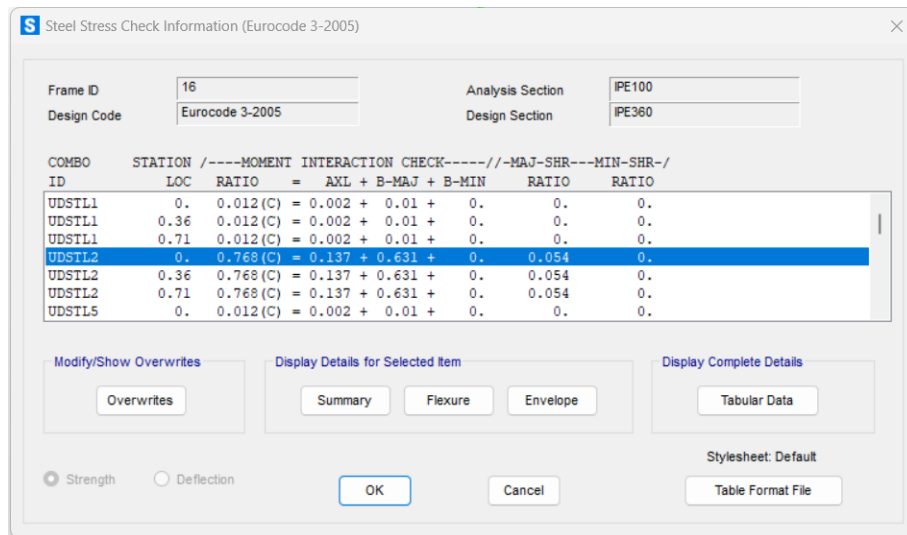 S Steel Stress Check Information (Eurocode 3-2005)
Frame ID 16 Analysis Section IPE100
Design Code Eurocode 3-2005 Design Section IPE360
COMBO STATION /----MOMENT INTERACTION CHECK-----//-MAJ-SHR---MIN-SHR-/
ID LOC RATIO = AXL + B-MAJ + B-MIN RATIO RATIO
UDSTL1 0. 0.012(C) = 0.002 + 0.01 + 0. 0. 0.
UDSTL1 0.36 0.012(C) = 0.002 + 0.01 + 0. 0. 0.
UDSTL1 0.71 0.012(C) = 0.002 + 0.01 + 0. 0. 0.
UDSTL2 0. 0.768(C) = 0.137 + 0.631 + 0. 0.054 0.
UDSTL2 0.36 0.768(C) = 0.137 + 0.631 + 0. 0.054 0.
UDSTL2 0.71 0.768(C) = 0.137 + 0.631 + 0. 0.054 0.
UDSTL5 0. 0.012(C) = 0.002 + 0.01 + 0. 0. 0.
Modify/Show Overwrites Display Details for Selected Item Display Complete Details
Overwrites Summary Flexure Envelope Tabular Data
Stylesheet: Default
Strength Deflection OK Cancel Table Format File